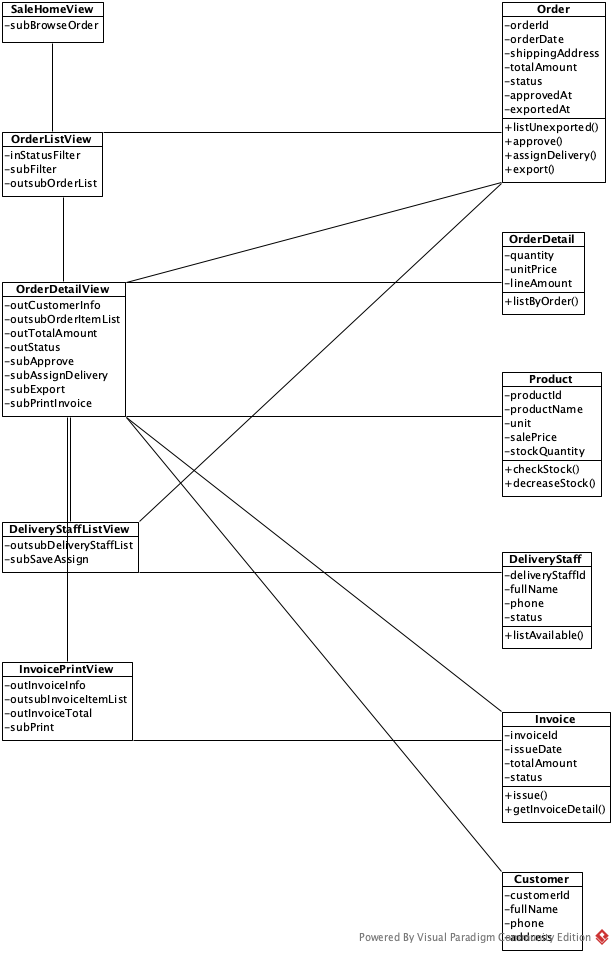 SaleHomeView
-subBrowseOrder
OrderListView
-inStatusFilter
-subFilter
-outsubOrderList
OrderDetailView
-outCustomerInfo
-outsubOrderItemList
-outTotalAmount
-outStatus
-subApprove
-subAssignDelivery
-subExport
-subPrintInvoice
DeliveryStaffListView
-outsubDeliveryStaffList
-subSaveAssign
InvoicePrintView
-outInvoiceInfo
-outsubInvoiceItemList
-outInvoiceTotal
-subPrint
Order
-orderId
-orderDate
-shippingAddress
-totalAmount
-status
-approvedAt
-exportedAt
+listUnexported()
+approve()
+assignDelivery()
+export()
OrderDetail
-quantity
-unitPrice
-lineAmount
+listByOrder()
Product
-productId
-productName
-unit
-salePrice
-stockQuantity
+checkStock()
+decreaseStock()
DeliveryStaff
-deliveryStaffId
-fullName
-phone
-status
+listAvailable()
Invoice
-invoiceId
-issueDate
-totalAmount
-status
+issue()
+getInvoiceDetail()
Customer
-customerId
-fullName
-phone
-address
Powered By Visual Paradigm Community Edition